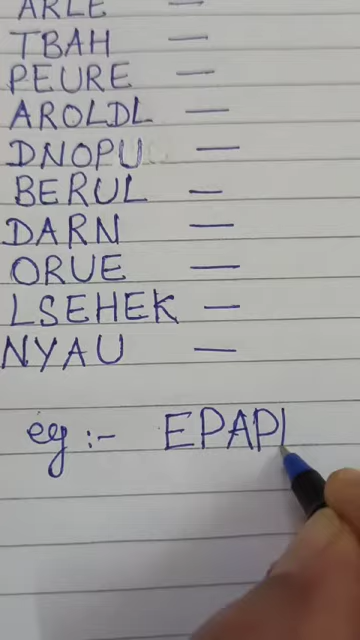 ARLE —
TBAH —
PEURE —
AROLDL —
DNOPU —
BERUL —
DARN —
ORUE —
LSEHEK —
NYAU —
eg :- EPAP